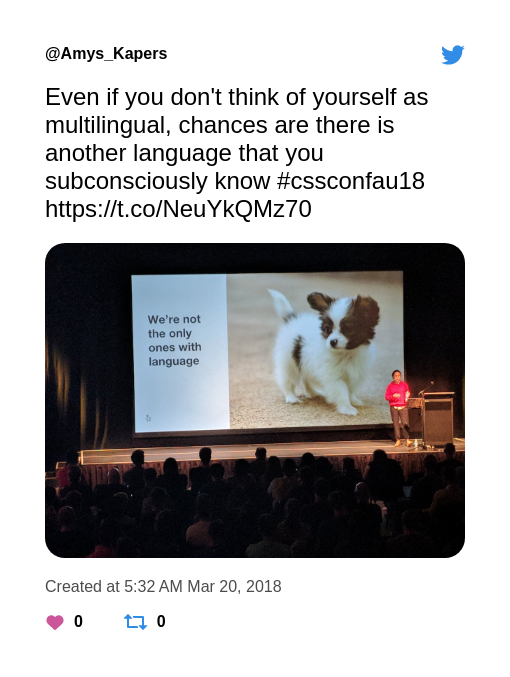 @Amys_Kapers
Even if you don't think of yourself as
multilingual, chances are there is
another language that you
subconsciously know #cssconfau18
https://t.co/NeuYkQMz70
We're not
the only
ones with
language
Created at 5:32 AM Mar 20, 2018
0 0